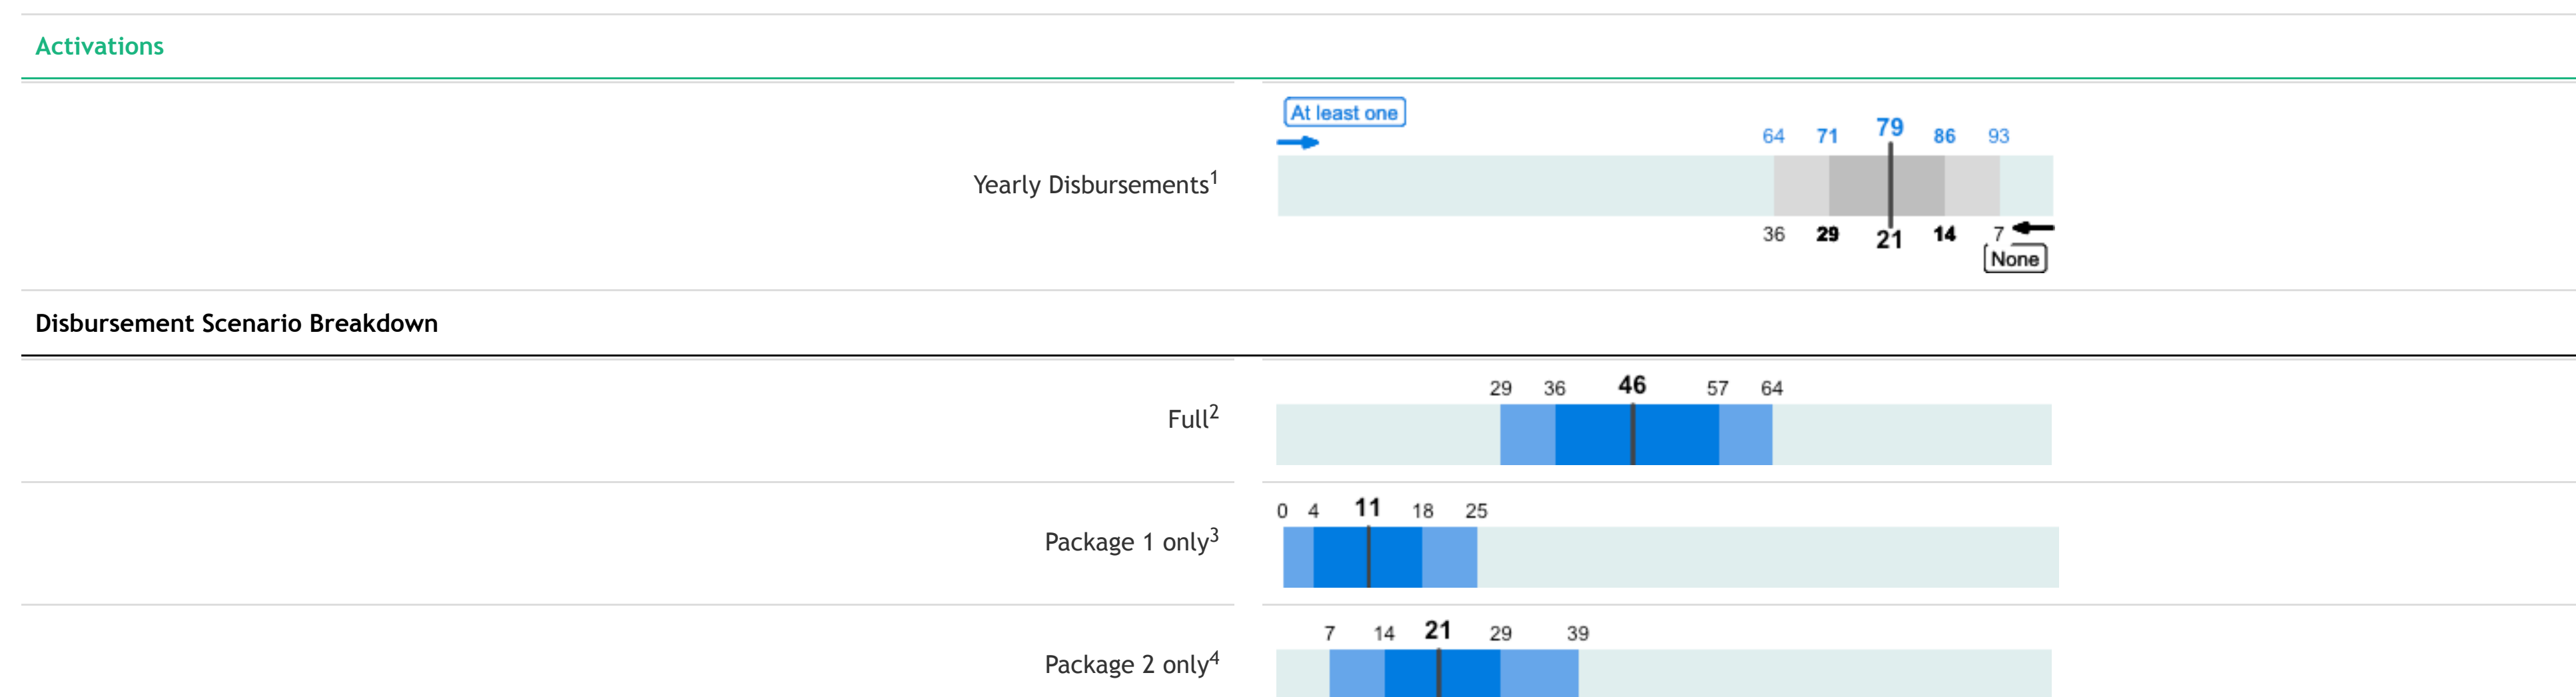 Activations
At least one
64 71 79 86 93
Yearly Disbursements¹
36 29 21 14 7
None
Disbursement Scenario Breakdown
29 36 46 57 64
Full²
0 4 11 18 25
Package 1 only³
7 14 21 29 39
Package 2 only⁴